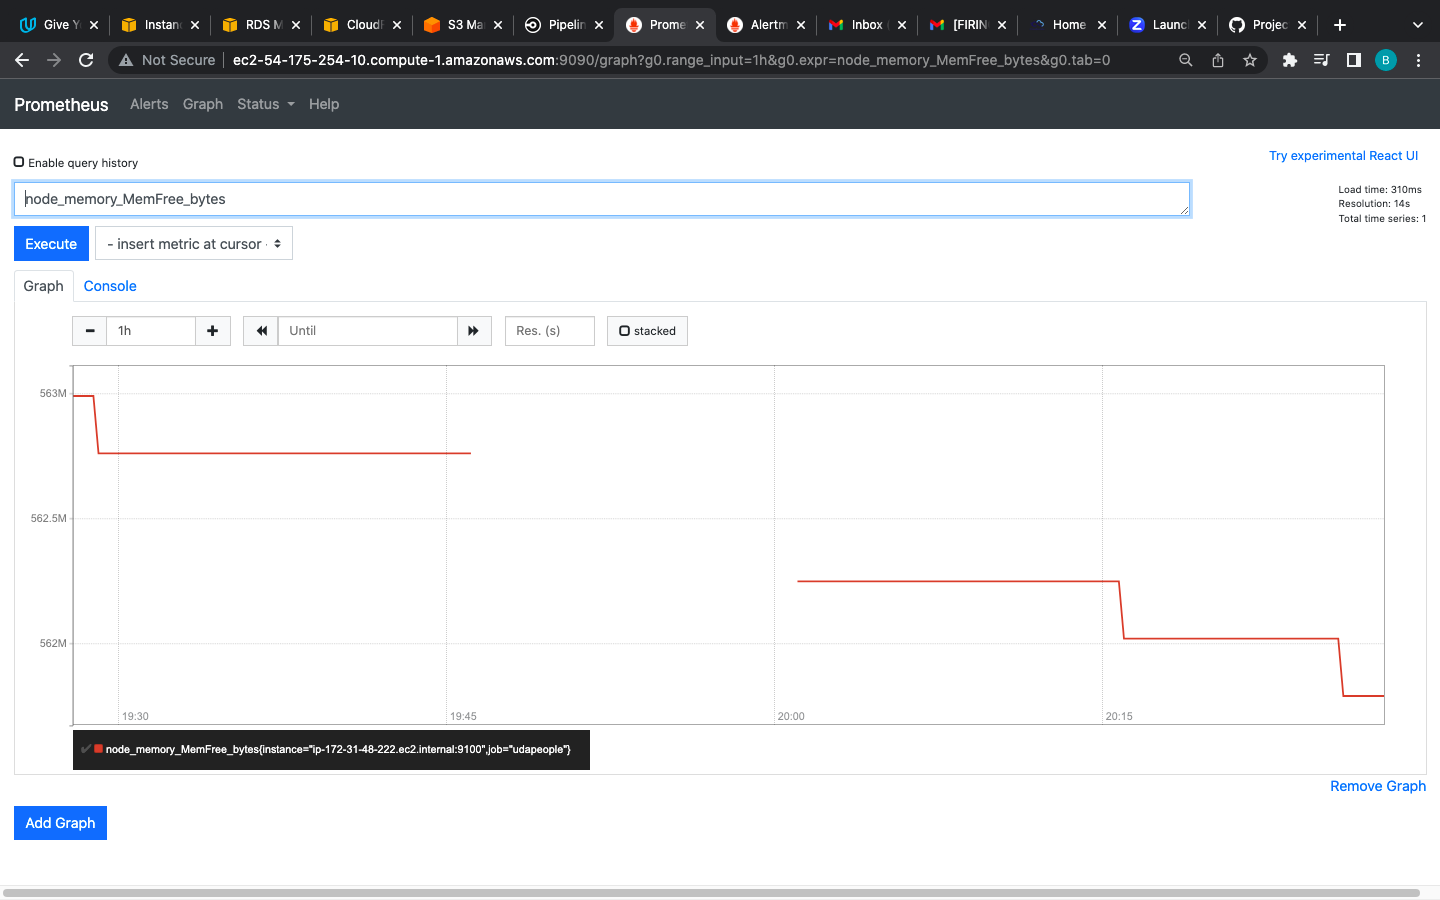 Give Y
Instan
RDS M
CloudF
S3 Ma
Pipelin
Prome
Alertm
Inbox
[FIRIN
Home
Launc
Projec
Not Secure
ec2-54-175-254-10.compute-1.amazonaws.com:9090/graph?g0.range_input=1h&g0.expr=node_memory_MemFree_bytes&g0.tab=0
B
Prometheus Alerts Graph Status Help
Enable query history
Try experimental React UI
node_memory_MemFree_bytes
Load time: 310ms
Resolution: 14s
Total time series: 1
Execute
- insert metric at cursor
Graph Console
1h
Until
Res. (s)
stacked
563M
562.5M
562M
19:30
19:45
20:00
20:15
node_memory_MemFree_bytes{instance="ip-172-31-48-222.ec2.internal:9100",job="udapeople"}
Remove Graph
Add Graph